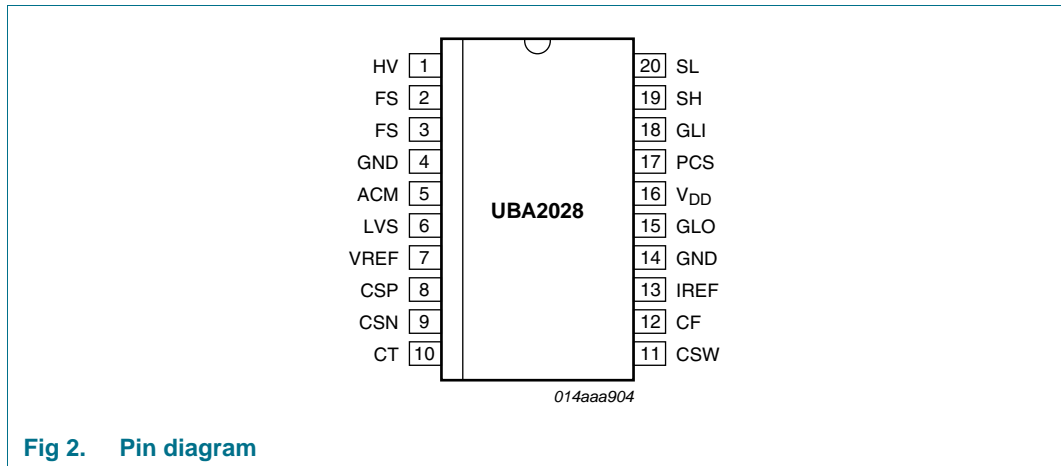 HV 1
FS 2
FS 3
GND 4
ACM 5
LVS 6
VREF 7
CSP 8
CSN 9
CT 10
UBA2028
20 SL
19 SH
18 GLI
17 PCS
16 VDD
15 GLO
14 GND
13 IREF
12 CF
11 CSW
014aaa904
Fig 2. Pin diagram